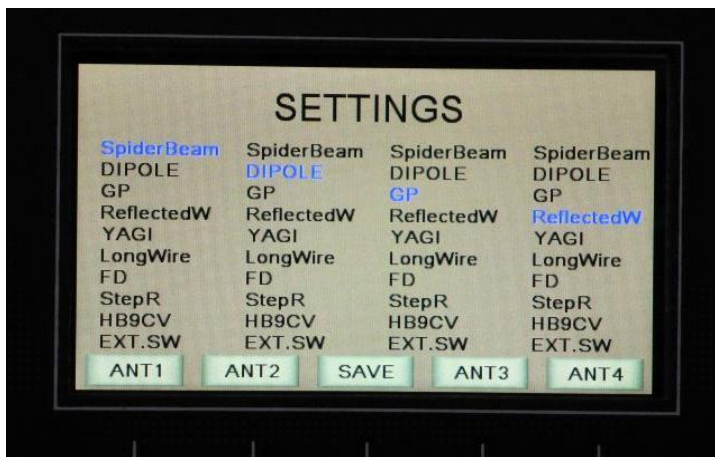 SETTINGS
SpiderBeam SpiderBeam SpiderBeam SpiderBeam
DIPOLE DIPOLE DIPOLE DIPOLE
GP GP GP GP
ReflectedW ReflectedW ReflectedW ReflectedW
YAGI YAGI YAGI YAGI
LongWire LongWire LongWire LongWire
FD FD FD FD
StepR StepR StepR StepR
HB9CV HB9CV HB9CV HB9CV
EXT.SW EXT.SW EXT.SW EXT.SW
ANT1 ANT2 SAVE ANT3 ANT4